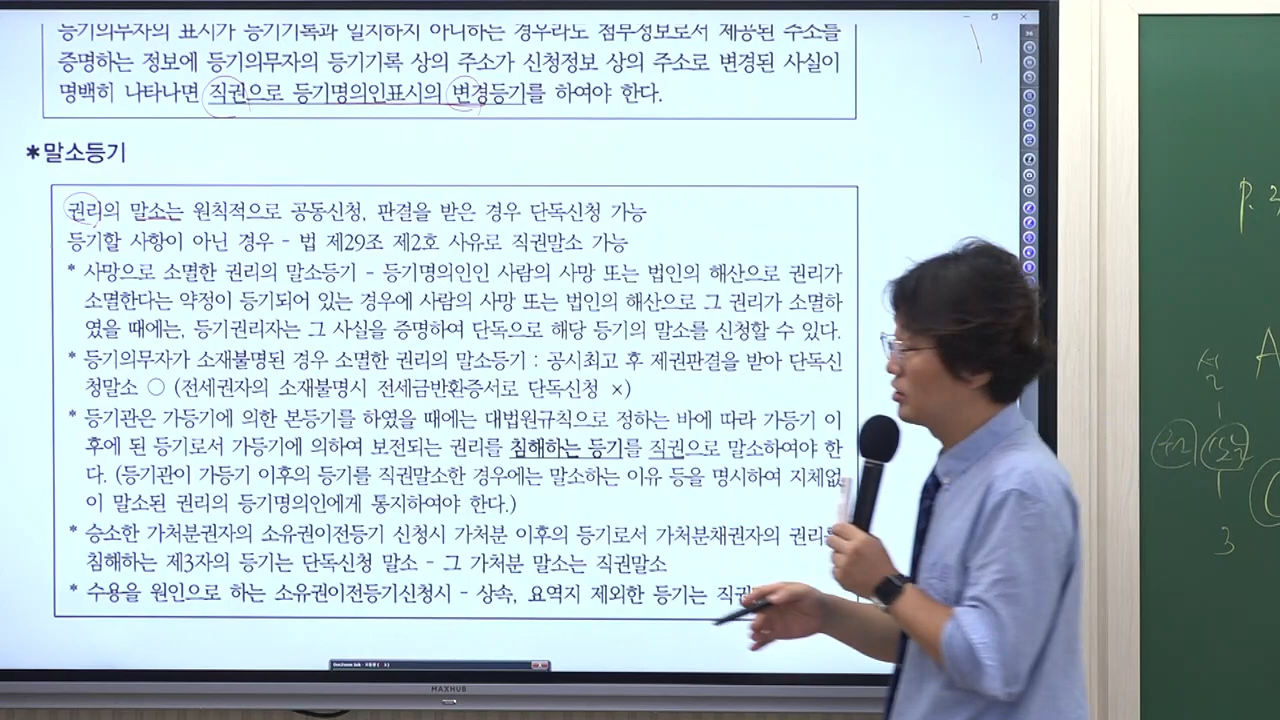 등기의무자의 표시가 등기기록과 일치하지 아니하는 경우라도 첨부정보로서 제공된 주소를
증명하는 정보에 등기의무자의 등기기록 상의 주소가 신청정보 상의 주소로 변경된 사실이
명백히 나타나면 직권으로 등기명의인표시의 변경등기를 하여야 한다.
*말소등기
권리의 말소는 원칙적으로 공동신청, 판결을 받은 경우 단독신청 가능
등기할 사항이 아닌 경우 - 법 제29조 제2호 사유로 직권말소 가능
* 사망으로 소멸한 권리의 말소등기 - 등기명의인인 사람의 사망 또는 법인의 해산으로 권리가
소멸한다는 약정이 등기되어 있는 경우에 사람의 사망 또는 법인의 해산으로 그 권리가 소멸하
였을 때에는, 등기권리자는 그 사실을 증명하여 단독으로 해당 등기의 말소를 신청할 수 있다.
* 등기의무자가 소재불명된 경우 소멸한 권리의 말소등기 : 공시최고 후 제권판결을 받아 단독신
청말소 ○ (전세권자의 소재불명시 전세금반환증서로 단독신청 ×)
* 등기관은 가등기에 의한 본등기를 하였을 때에는 대법원규칙으로 정하는 바에 따라 가등기 이
후에 된 등기로서 가등기에 의하여 보전되는 권리를 침해하는 등기를 직권으로 말소하여야 한
다. (등기관이 가등기 이후의 등기를 직권말소한 경우에는 말소하는 이유 등을 명시하여 지체없
이 말소된 권리의 등기명의인에게 통지하여야 한다.)
* 승소한 가처분권자의 소유권이전등기 신청시 가처분 이후의 등기로서 가처분채권자의 권리를
침해하는 제3자의 등기는 단독신청 말소 - 그 가처분 말소는 직권말소
* 수용을 원인으로 하는 소유권이전등기신청시 - 상속, 요역지 제외한 등기는 직권
MAXHUB
P. 2
A
3